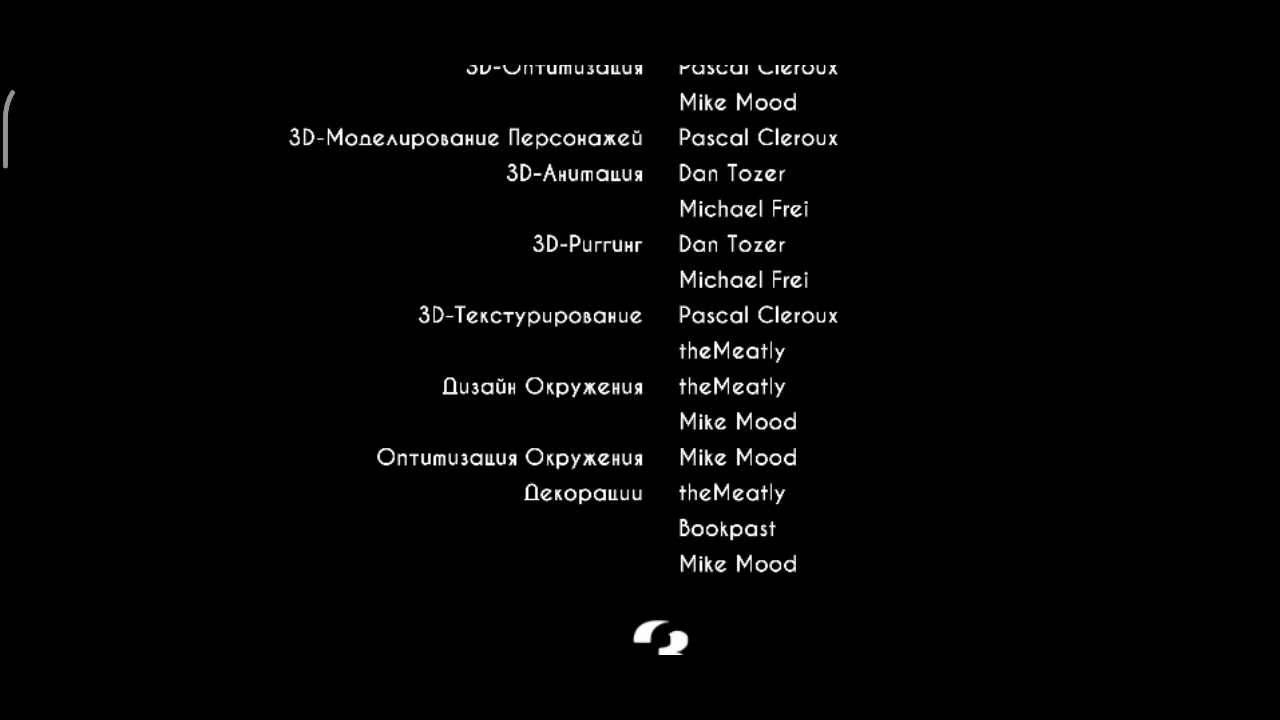 3D-Оптимизация Pascal Cleroux
Mike Mood
3D-Моделирование Персонажей Pascal Cleroux
3D-Анимация Dan Tozer
Michael Frei
3D-Риггинг Dan Tozer
Michael Frei
3D-Текстурирование Pascal Cleroux
theMeatly
Дизайн Окружения theMeatly
Mike Mood
Оптимизация Окружения Mike Mood
Декорации theMeatly
Bookpast
Mike Mood